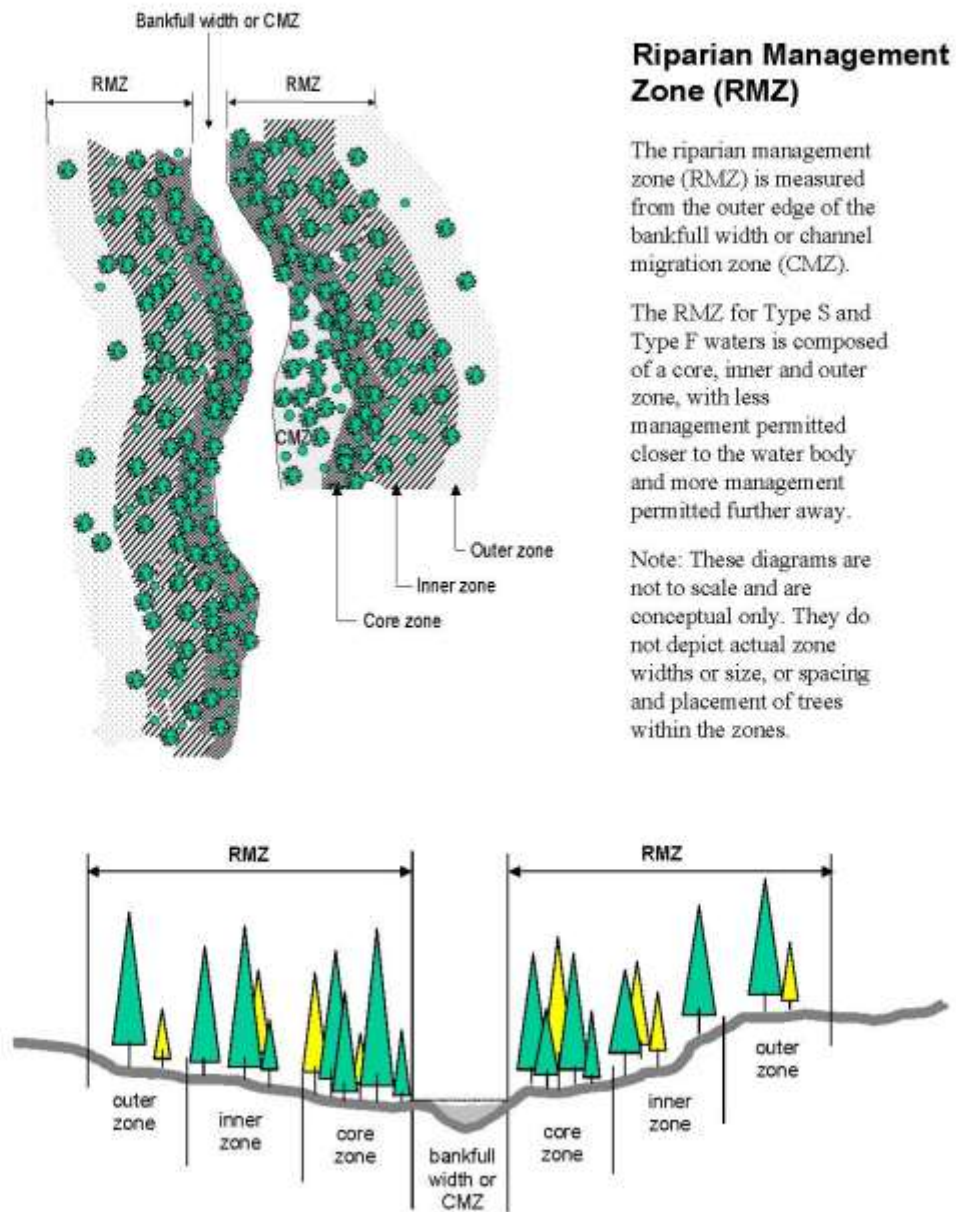 Bankfull width or CMZ
RMZ
RMZ
CMZ
Outer zone
Inner zone
Core zone
Riparian Management
Zone (RMZ)
The riparian management
zone (RMZ) is measured
from the outer edge of the
bankfull width or channel
migration zone (CMZ).
The RMZ for Type S and
Type F waters is composed
of a core, inner and outer
zone, with less
management permitted
closer to the water body
and more management
permitted further away.
Note: These diagrams are
not to scale and are
conceptual only. They do
not depict actual zone
widths or size, or spacing
and placement of trees
within the zones.
RMZ
RMZ
outer
zone
inner
zone
core
zone
bankfull
width or
CMZ
core
zone
inner
zone
outer
zone